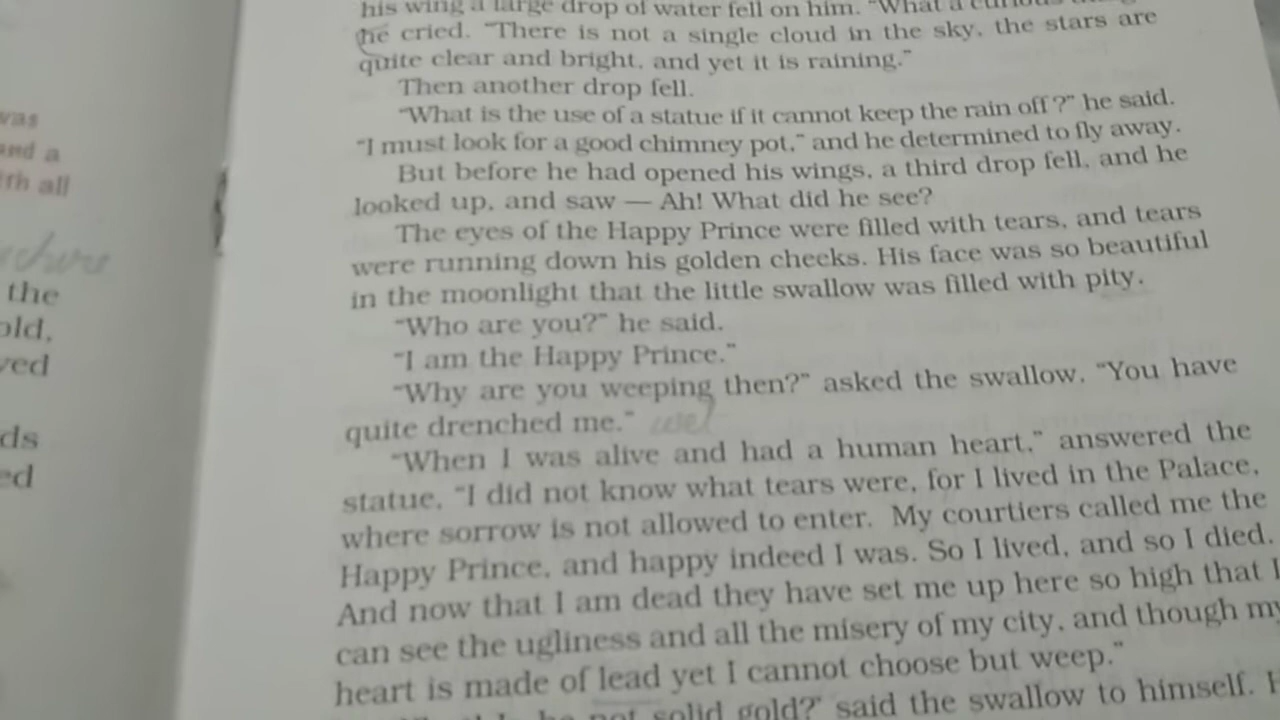 was
and a
ith all
the
old,
ved
ds
ed
his wing a large drop of water fell on him. "What a curious
he cried. "There is not a single cloud in the sky, the stars are
quite clear and bright, and yet it is raining."
Then another drop fell.
"What is the use of a statue if it cannot keep the rain off?" he said.
"I must look for a good chimney pot," and he determined to fly away.
But before he had opened his wings, a third drop fell, and he
looked up, and saw — Ah! What did he see?
The eyes of the Happy Prince were filled with tears, and tears
were running down his golden cheeks. His face was so beautiful
in the moonlight that the little swallow was filled with pity.
"Who are you?" he said.
"I am the Happy Prince."
"Why are you weeping then?" asked the swallow. "You have
quite drenched me." wet
"When I was alive and had a human heart," answered the
statue, "I did not know what tears were, for I lived in the Palace,
where sorrow is not allowed to enter. My courtiers called me the
Happy Prince, and happy indeed I was. So I lived, and so I died.
And now that I am dead they have set me up here so high that I
can see the ugliness and all the misery of my city, and though my
heart is made of lead yet I cannot choose but weep."
he not solid gold?" said the swallow to himself.